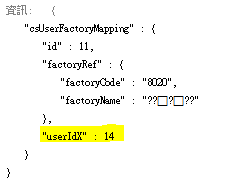 資訊:  {
"csUserFactoryMapping" : {
"id" : 11,
"factoryRef" : {
"factoryCode" : "8020",
"factoryName" : "??□?□??"
},
"userIdX" : 14
}
}